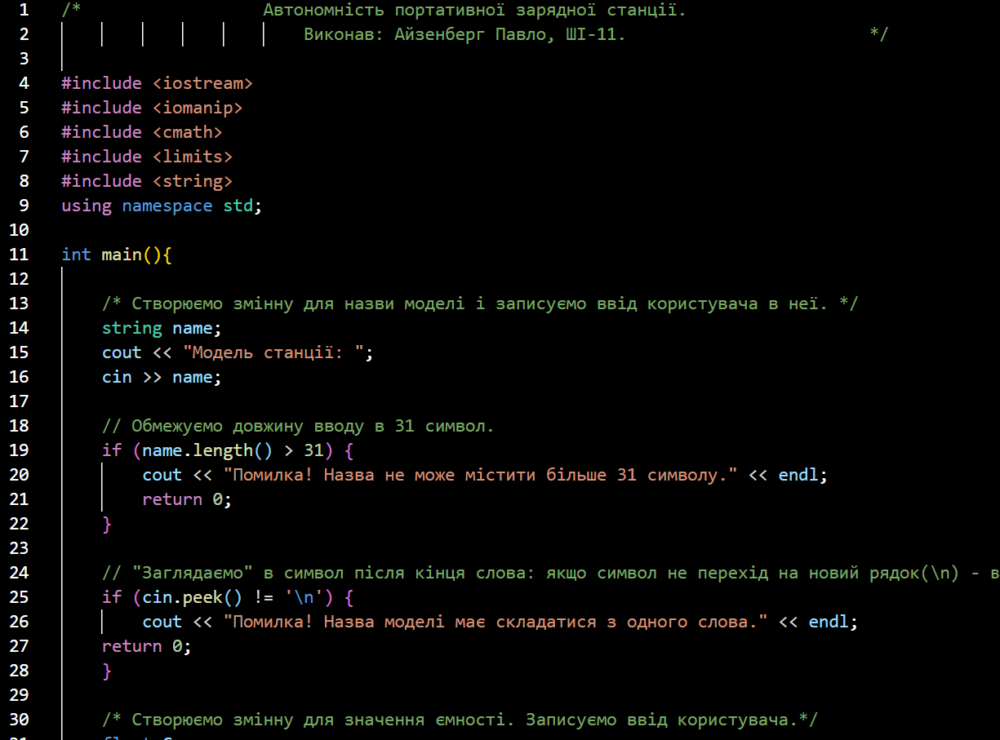 1 /* Автономність портативної зарядної станції.
2 Виконав: Айзенберг Павло, ШІ-11. */
3
4 #include <iostream>
5 #include <iomanip>
6 #include <cmath>
7 #include <limits>
8 #include <string>
9 using namespace std;
10
11 int main(){
12
13 /* Створюємо змінну для назви моделі і записуємо ввід користувача в неї. */
14 string name;
15 cout << "Модель станції: ";
16 cin >> name;
17
18 // Обмежуємо довжину вводу в 31 символ.
19 if (name.length() > 31) {
20 cout << "Помилка! Назва не може містити більше 31 символу." << endl;
21 return 0;
22 }
23
24 // "Заглядаємо" в символ після кінця слова: якщо символ не перехід на новий рядок(\n) - в
25 if (cin.peek() != '\n') {
26 cout << "Помилка! Назва моделі має складатися з одного слова." << endl;
27 return 0;
28 }
29
30 /* Створюємо змінну для значення ємності. Записуємо ввід користувача.*/